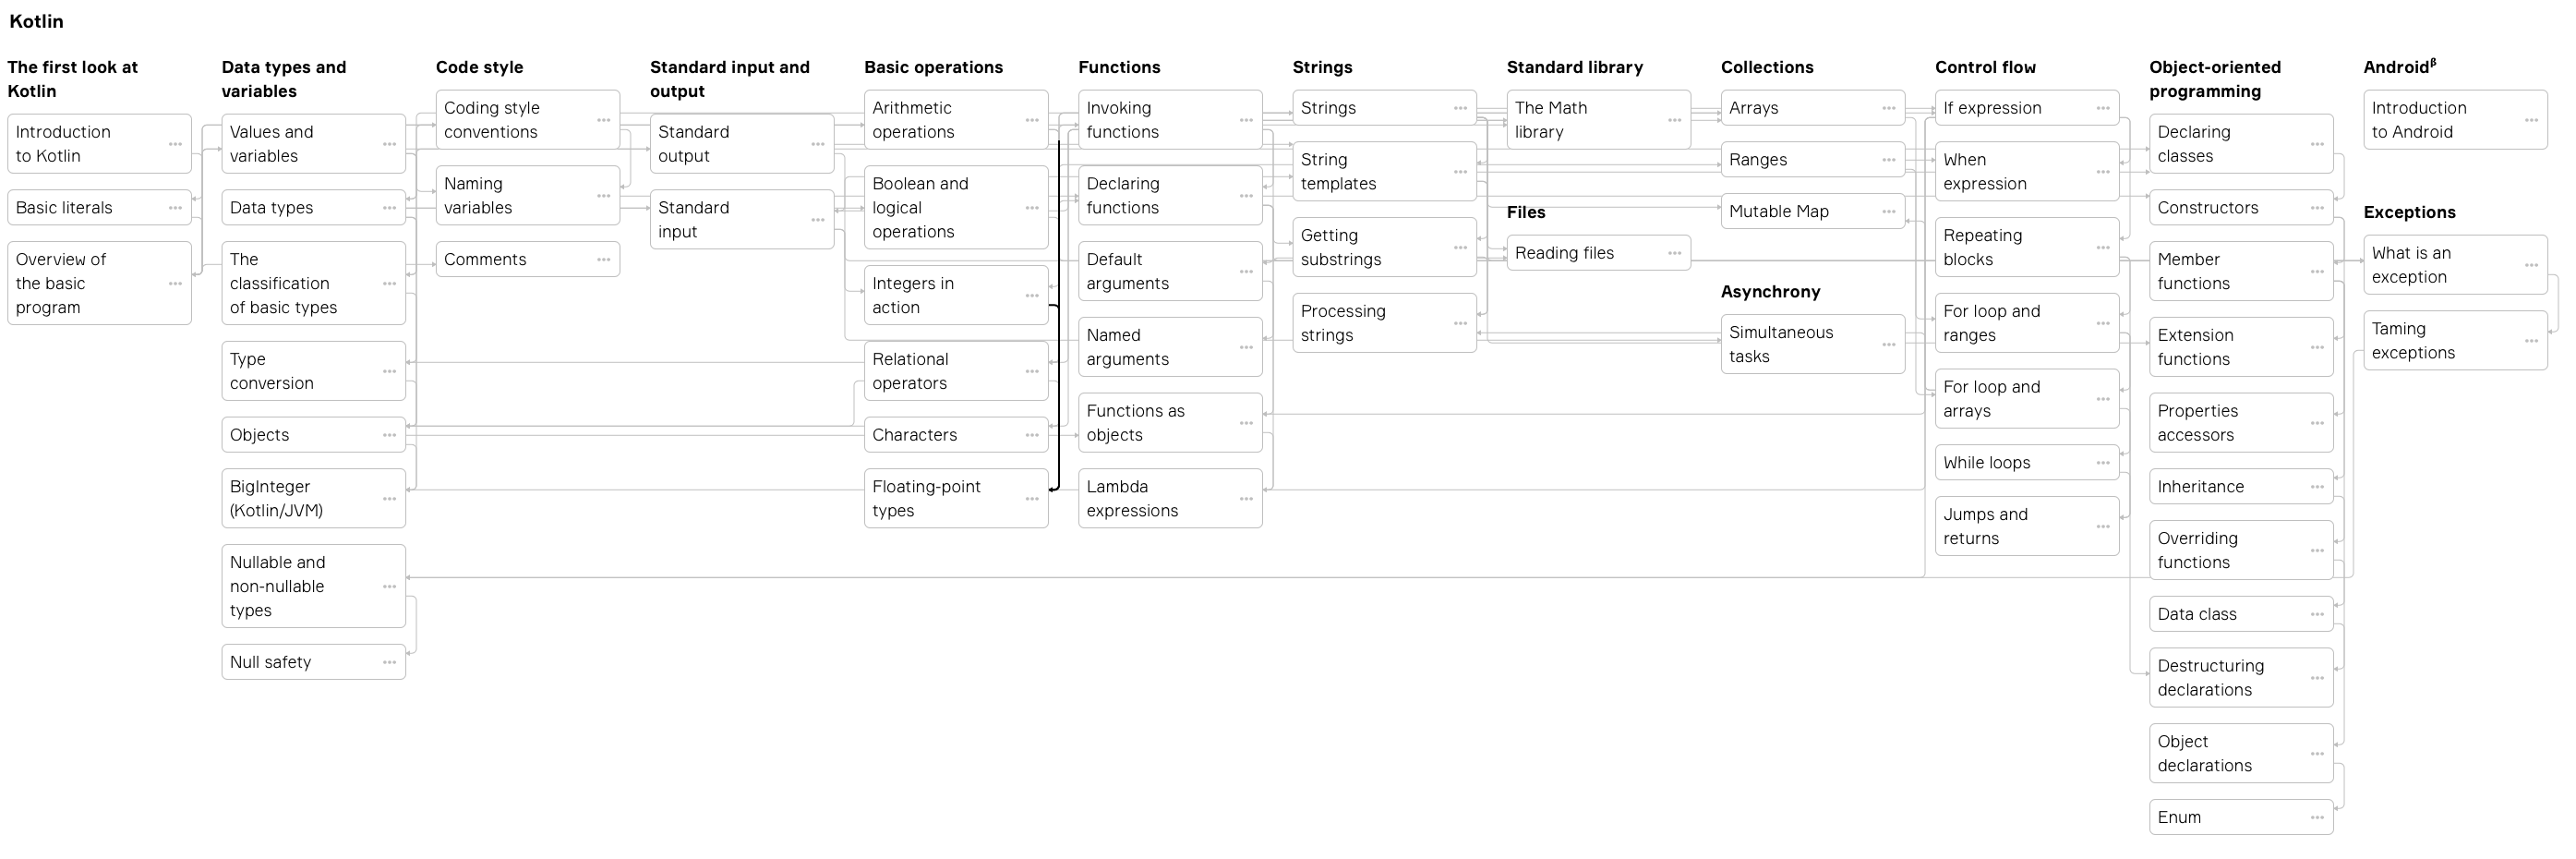 Kotlin
The first look at
Kotlin
Introduction
to Kotlin
Basic literals
Overview of
the basic
program
Data types and
variables
Values and
variables
Data types
The
classification
of basic types
Type
conversion
Objects
BigInteger
(Kotlin/JVM)
Nullable and
non-nullable
types
Null safety
Code style
Coding style
conventions
Naming
variables
Comments
Standard input and
output
Standard
output
Standard
input
Basic operations
Arithmetic
operations
Boolean and
logical
operations
Integers in
action
Relational
operators
Characters
Floating-point
types
Functions
Invoking
functions
Declaring
functions
Default
arguments
Named
arguments
Functions as
objects
Lambda
expressions
Strings
Strings
String
templates
Getting
substrings
Processing
strings
Standard library
The Math
library
Files
Reading files
Collections
Arrays
Ranges
Mutable Map
Asynchrony
Simultaneous
tasks
Control flow
If expression
When
expression
Repeating
blocks
For loop and
ranges
For loop and
arrays
While loops
Jumps and
returns
Object-oriented
programming
Declaring
classes
Constructors
Member
functions
Extension
functions
Properties
accessors
Inheritance
Overriding
functions
Data class
Destructuring
declarations
Object
declarations
Enum
Androidᵝ
Introduction
to Android
Exceptions
What is an
exception
Taming
exceptions